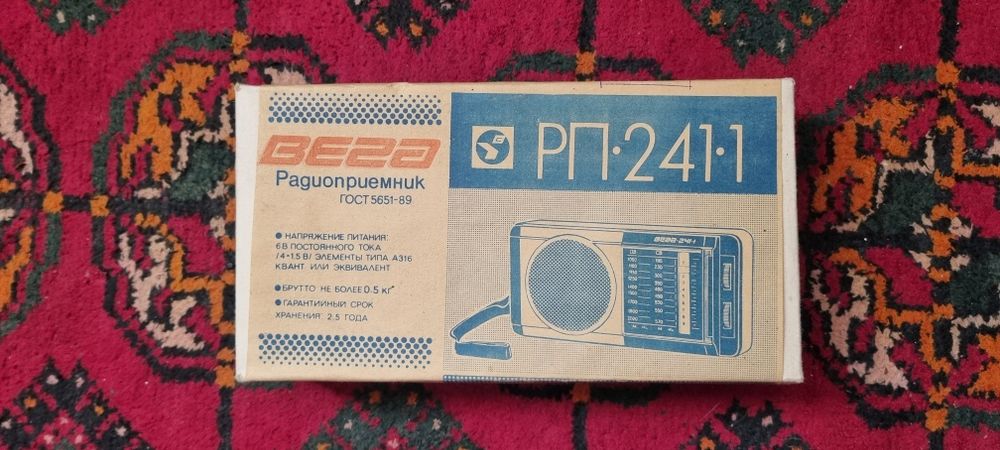 Вега
Радиоприемник
ГОСТ 5651-89
РП·241·1
• НАПРЯЖЕНИЕ ПИТАНИЯ:
6В ПОСТОЯННОГО ТОКА
/4×1.5 В/ ЭЛЕМЕНТЫ ТИПА А316
КВАНТ ИЛИ ЭКВИВАЛЕНТ
• БРУТТО НЕ БОЛЕЕ 0.5 кг
• ГАРАНТИЙНЫЙ СРОК
ХРАНЕНИЯ: 2.5 ГОДА
ВЕГА-241-1